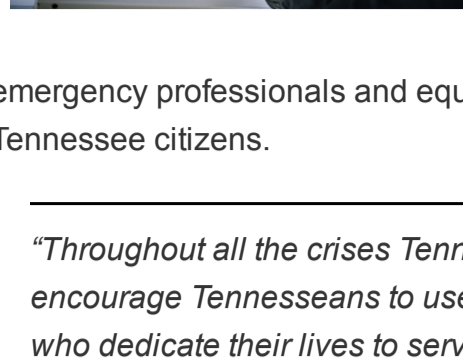 emergency professionals and equ
Tennessee citizens.
“Throughout all the crises Tenn
encourage Tennesseans to use
who dedicate their lives to serv